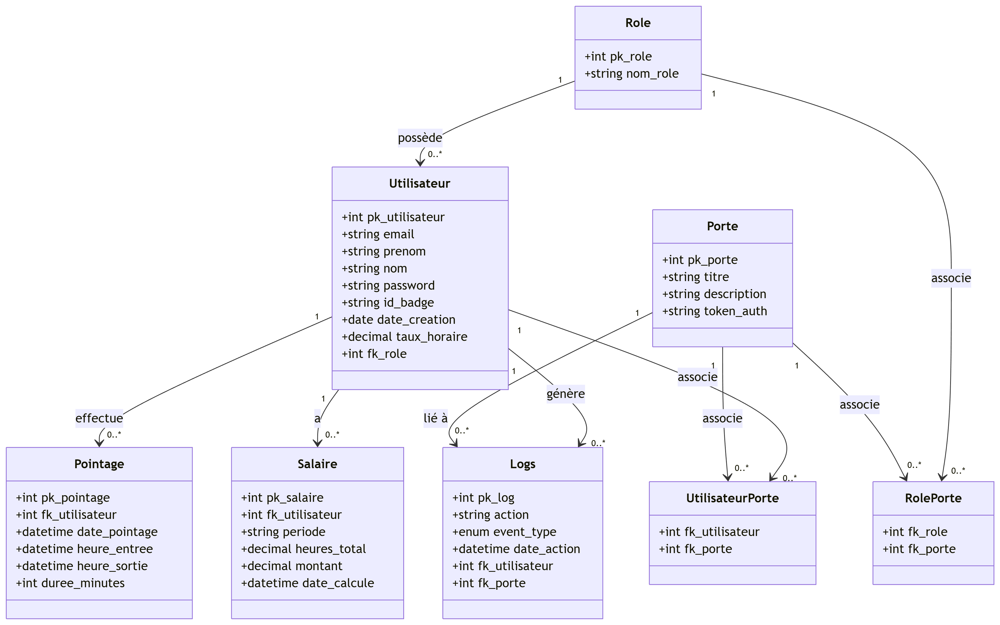 Role
+int pk_role
+string nom_role
1
1
possède
0..*
Utilisateur
+int pk_utilisateur
+string email
+string prenom
+string nom
+string password
+string id_badge
+date date_creation
+decimal taux_horaire
+int fk_role
Porte
+int pk_porte
+string titre
+string description
+string token_auth
associe
1
1
1
1
1
1
1
associe
génère
associe
effectue
a
lié à
associe
0..*
0..*
0..*
0..*
0..*
0..*
0..*
0..*
Pointage
+int pk_pointage
+int fk_utilisateur
+datetime date_pointage
+datetime heure_entree
+datetime heure_sortie
+int duree_minutes
Salaire
+int pk_salaire
+int fk_utilisateur
+string periode
+decimal heures_total
+decimal montant
+datetime date_calcule
Logs
+int pk_log
+string action
+enum event_type
+datetime date_action
+int fk_utilisateur
+int fk_porte
UtilisateurPorte
+int fk_utilisateur
+int fk_porte
RolePorte
+int fk_role
+int fk_porte